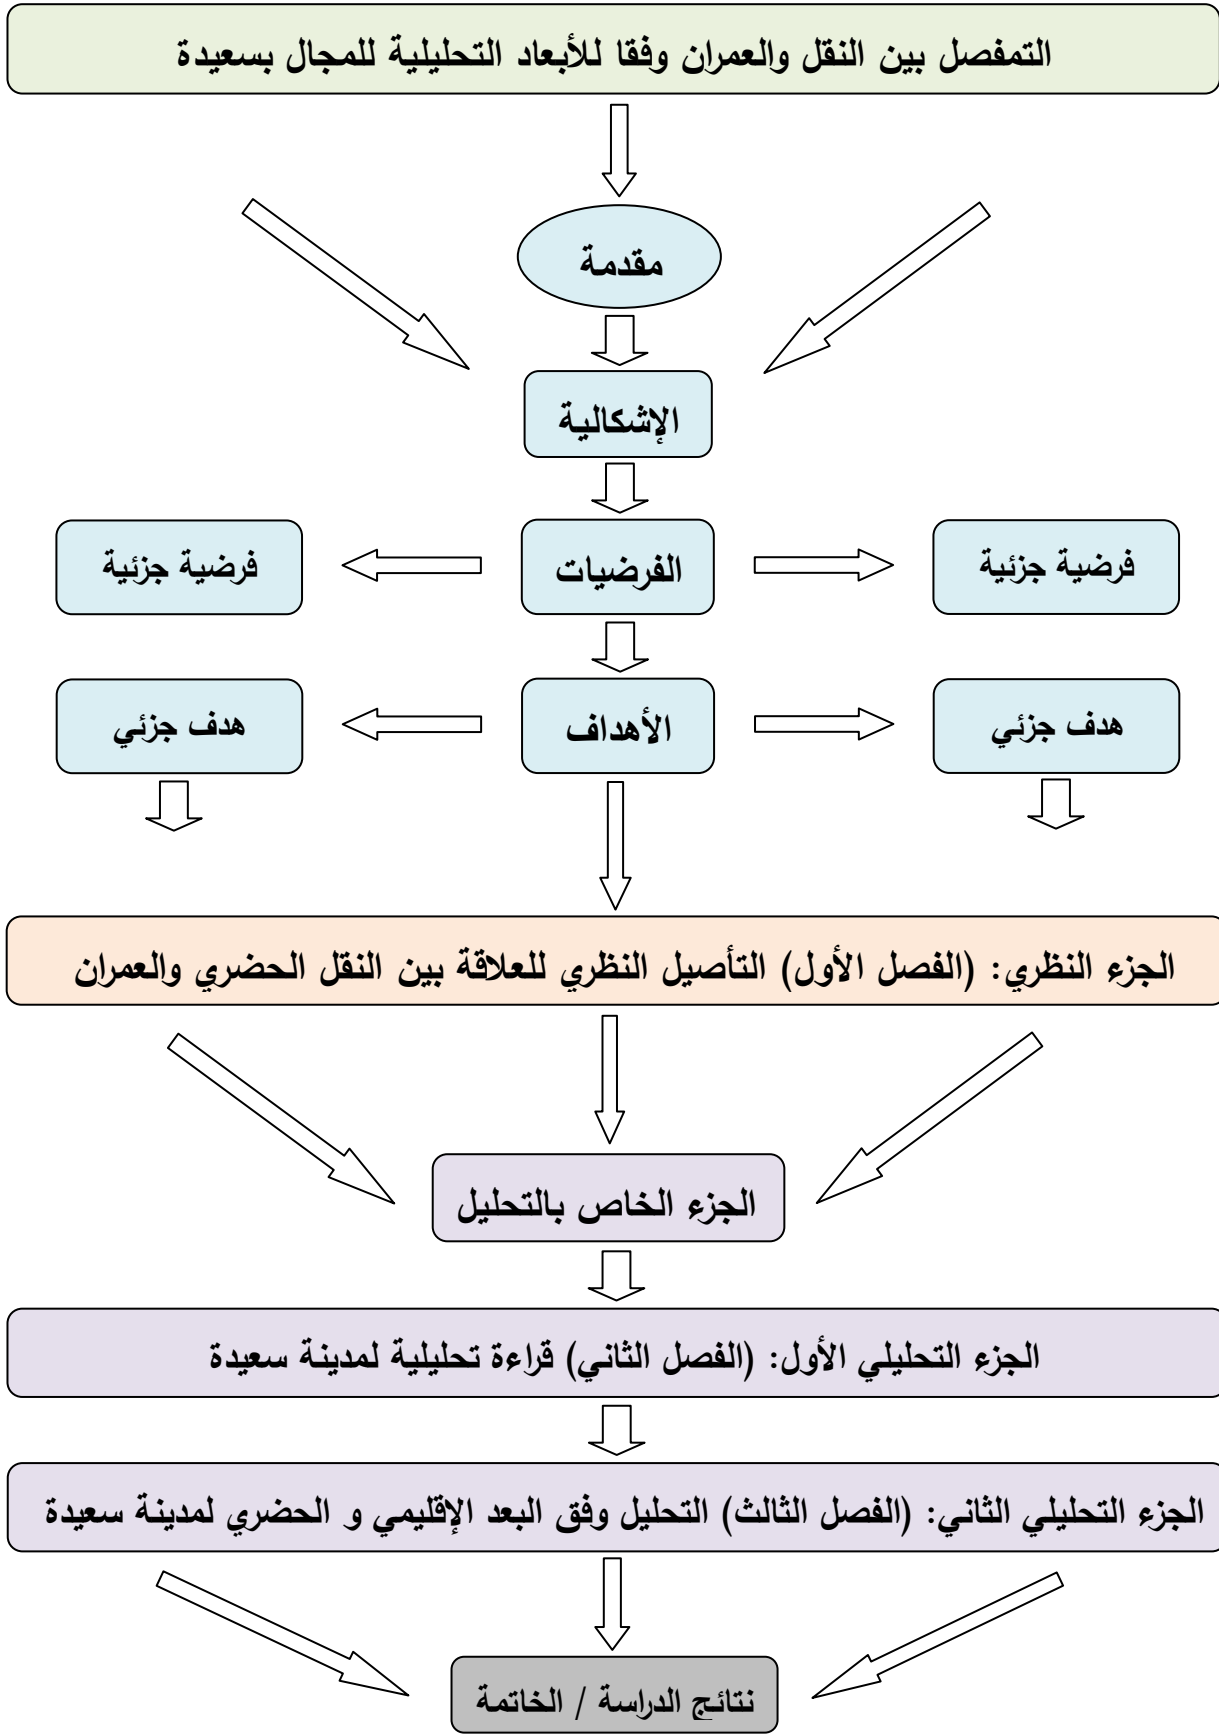 التمفصل بين النقل والعمران وفقا للأبعاد التحليلية للمجال بسعيدة
مقدمة
الإشكالية
فرضية جزئية
الفرضيات
فرضية جزئية
هدف جزئي
الأهداف
هدف جزئي
الجزء النظري: (الفصل الأول) التأصيل النظري للعلاقة بين النقل الحضري والعمران
الجزء الخاص بالتحليل
الجزء التحليلي الأول: (الفصل الثاني) قراءة تحليلية لمدينة سعيدة
الجزء التحليلي الثاني: (الفصل الثالث) التحليل وفق البعد الإقليمي و الحضري لمدينة سعيدة
نتائج الدراسة / الخاتمة